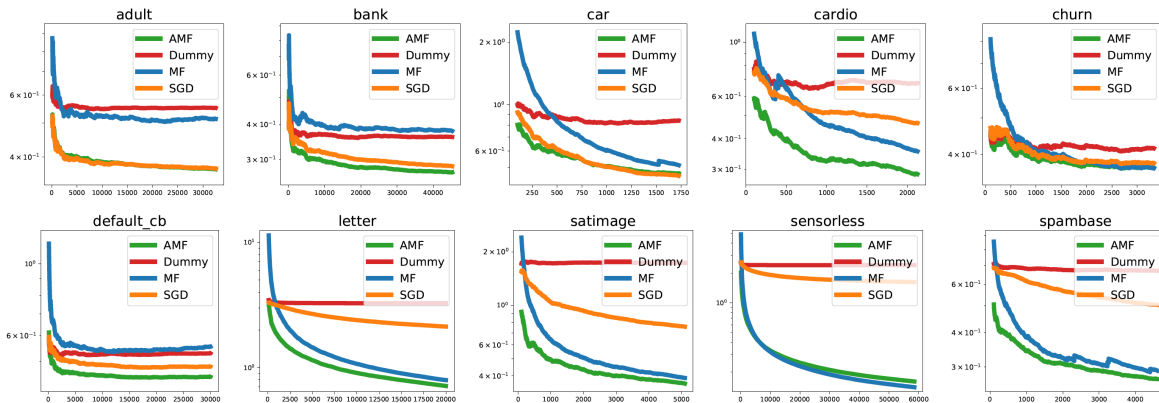 adult
AMF
Dummy
MF
SGD
6 × 10⁻¹
4 × 10⁻¹
0 5000 10000 15000 20000 25000 30000
bank
AMF
Dummy
MF
SGD
6 × 10⁻¹
4 × 10⁻¹
3 × 10⁻¹
0 10000 20000 30000 40000
car
AMF
Dummy
MF
SGD
2 × 10⁰
10⁰
6 × 10⁻¹
250 500 750 1000 1250 1500 1750
cardio
AMF
Dummy
MF
SGD
10⁰
6 × 10⁻¹
4 × 10⁻¹
3 × 10⁻¹
0 500 1000 1500 2000
churn
AMF
Dummy
MF
SGD
6 × 10⁻¹
4 × 10⁻¹
0 500 1000 1500 2000 2500 3000
default_cb
AMF
Dummy
MF
SGD
10⁰
6 × 10⁻¹
0 5000 10000 15000 20000 25000 30000
letter
AMF
Dummy
MF
SGD
10¹
10⁰
0 2500 5000 7500 10000 12500 15000 17500 20000
satimage
AMF
Dummy
MF
SGD
2 × 10⁰
10⁰
6 × 10⁻¹
4 × 10⁻¹
0 1000 2000 3000 4000 5000
sensorless
AMF
Dummy
MF
SGD
10⁰
0 10000 20000 30000 40000 50000 60000
spambase
AMF
Dummy
MF
SGD
6 × 10⁻¹
4 × 10⁻¹
3 × 10⁻¹
0 1000 2000 3000 4000